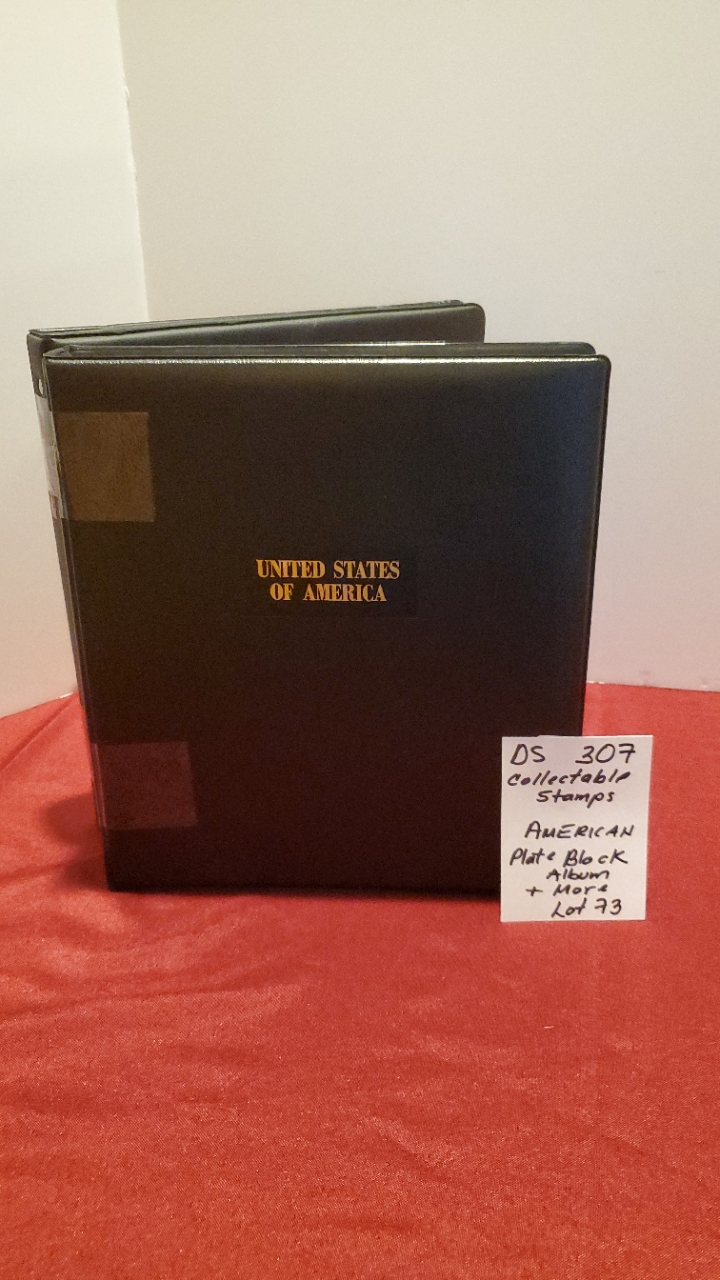 UNITED STATES
OF AMERICA
DS 307
Collectable
Stamps
AMERICAN
Plate Block
Album
+ More
Lot 73